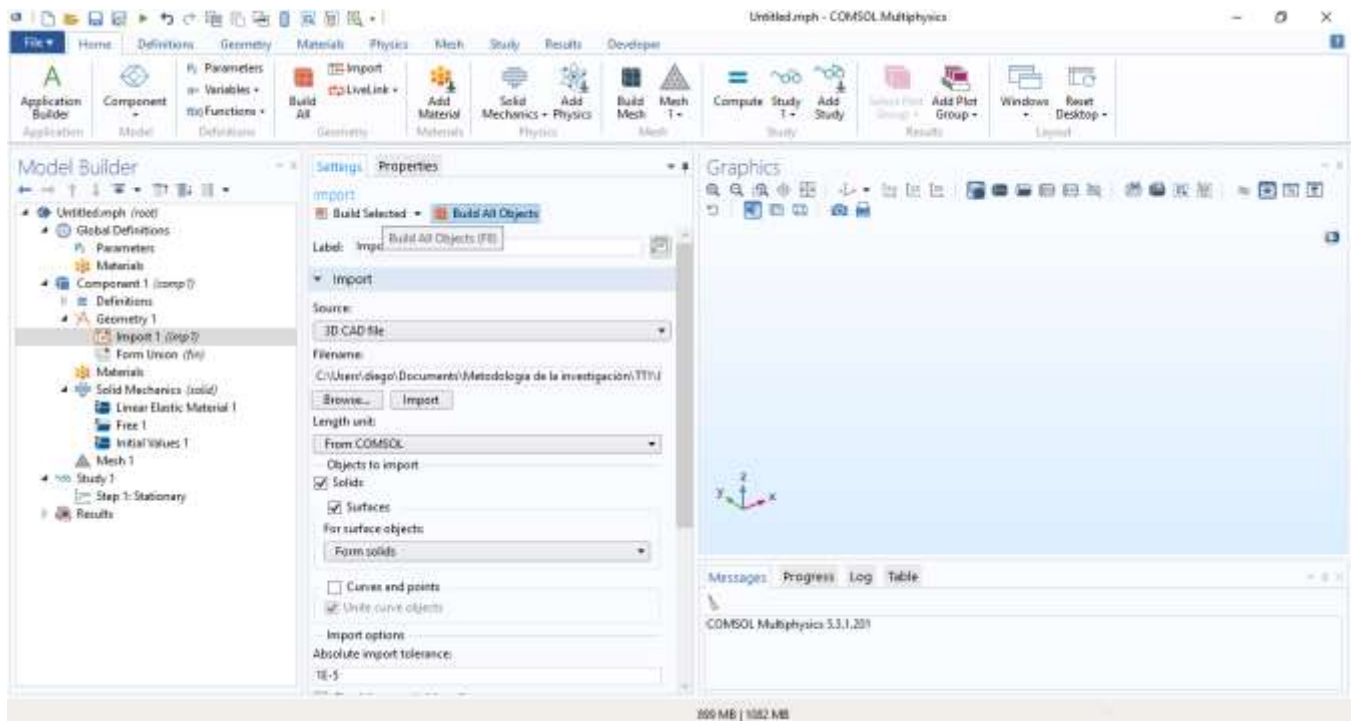 Untitled.mph - COMSOL Multiphysics
File Home Definitions Geometry Materials Physics Mesh Study Results Developer
Application Builder
Component
Pi Parameters
a= Variables
f(x) Functions
Build All
Import
LiveLink
Add Material
Solid Mechanics
Add Physics
Build Mesh
Mesh 1
Compute
Study 1
Add Study
Select Plot Group
Add Plot Group
Windows
Reset Desktop
Application Model Definitions Geometry Materials Physics Mesh Study Results Layout
Model Builder
Untitled.mph (root)
Global Definitions
Pi Parameters
Materials
Component 1 (comp1)
Definitions
Geometry 1
Import 1 (imp1)
Form Union (fin)
Materials
Solid Mechanics (solid)
Linear Elastic Material 1
Free 1
Initial Values 1
Mesh 1
Study 1
Step 1: Stationary
Results
Settings Properties
Import
Build Selected Build All Objects
Build All Objects (F8)
Label: Impo
Import
Source:
3D CAD file
Filename:
C:\Users\diego\Documents\Metodologia de la investigación\TT1\
Browse... Import
Length unit:
From COMSOL
Objects to import
Solids
Surfaces
For surface objects:
Form solids
Curves and points
Unite curve objects
Import options
Absolute import tolerance:
1E-5
Graphics
z
y
x
Messages Progress Log Table
COMSOL Multiphysics 5.3.1.201
899 MB | 1082 MB